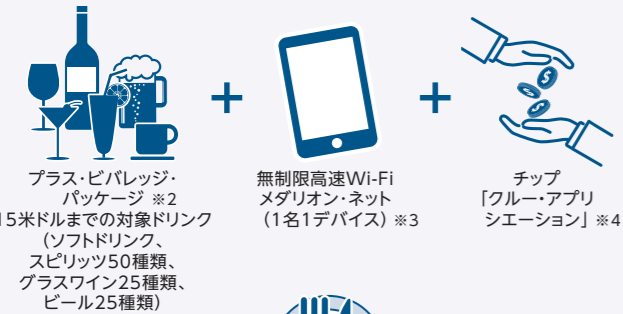 プラス・ビバレッジ・
パッケージ ※2
15米ドルまでの対象ドリンク
(ソフトドリンク、
スピリッツ50種類、
グラスワイン25種類、
ビール25種類)
無制限高速Wi-Fi
メダリオン・ネット
(1名1デバイス) ※3
チップ
「クルー・アプリ
シエーション」 ※4